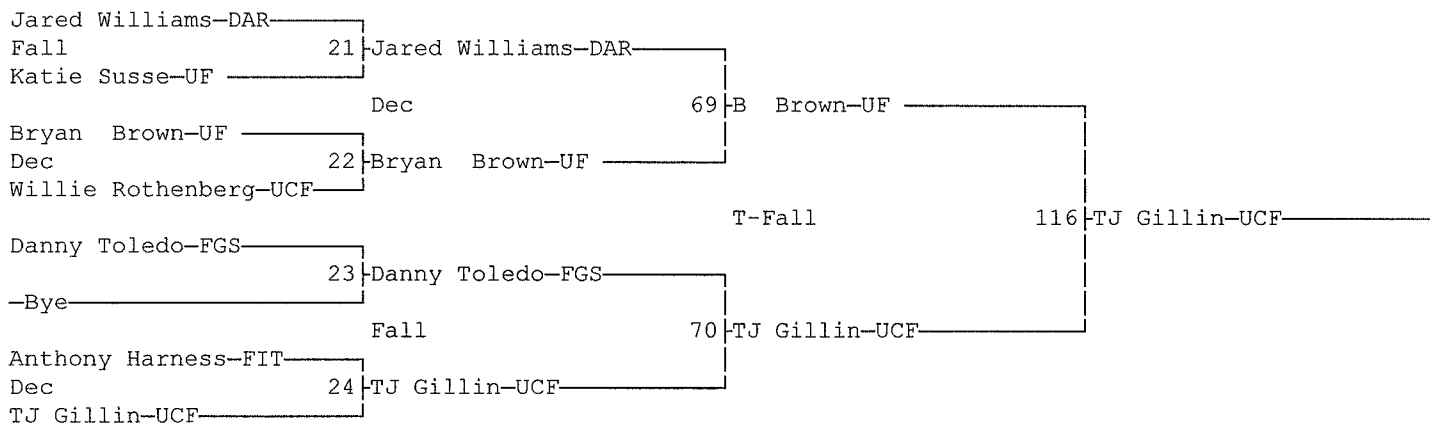 Jared Williams-DAR
Fall 21 Jared Williams-DAR
Katie Susse-UF
Dec 69 B Brown-UF
Bryan Brown-UF
Dec 22 Bryan Brown-UF
Willie Rothenberg-UCF
T-Fall 116 TJ Gillin-UCF
Danny Toledo-FGS
23 Danny Toledo-FGS
-Bye
Fall 70 TJ Gillin-UCF
Anthony Harness-FIT
Dec 24 TJ Gillin-UCF
TJ Gillin-UCF